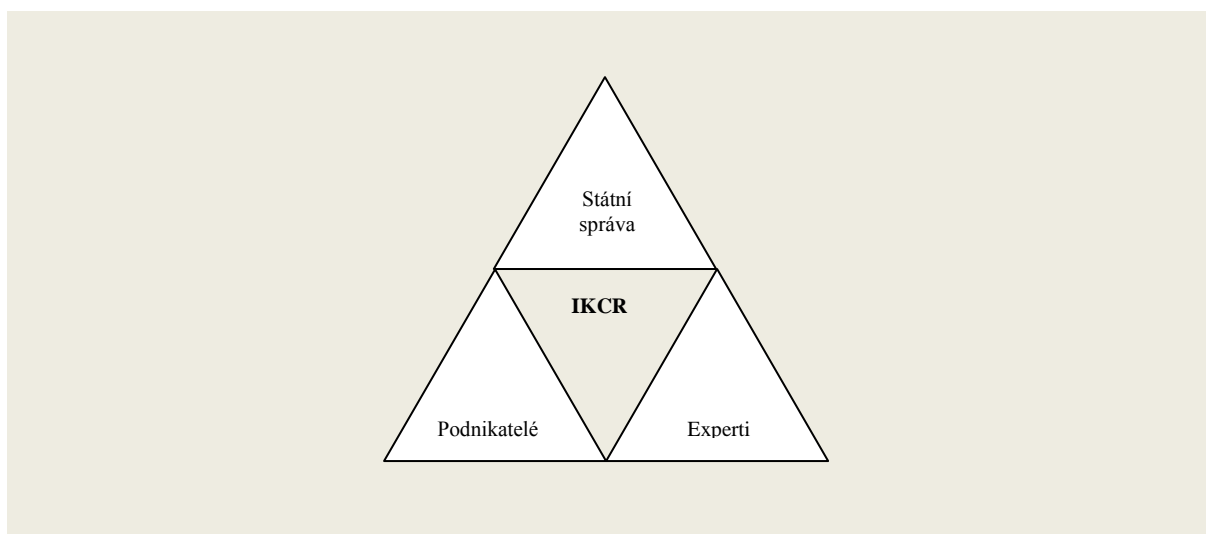 Státní
správa
IKCR
Podnikatelé
Experti